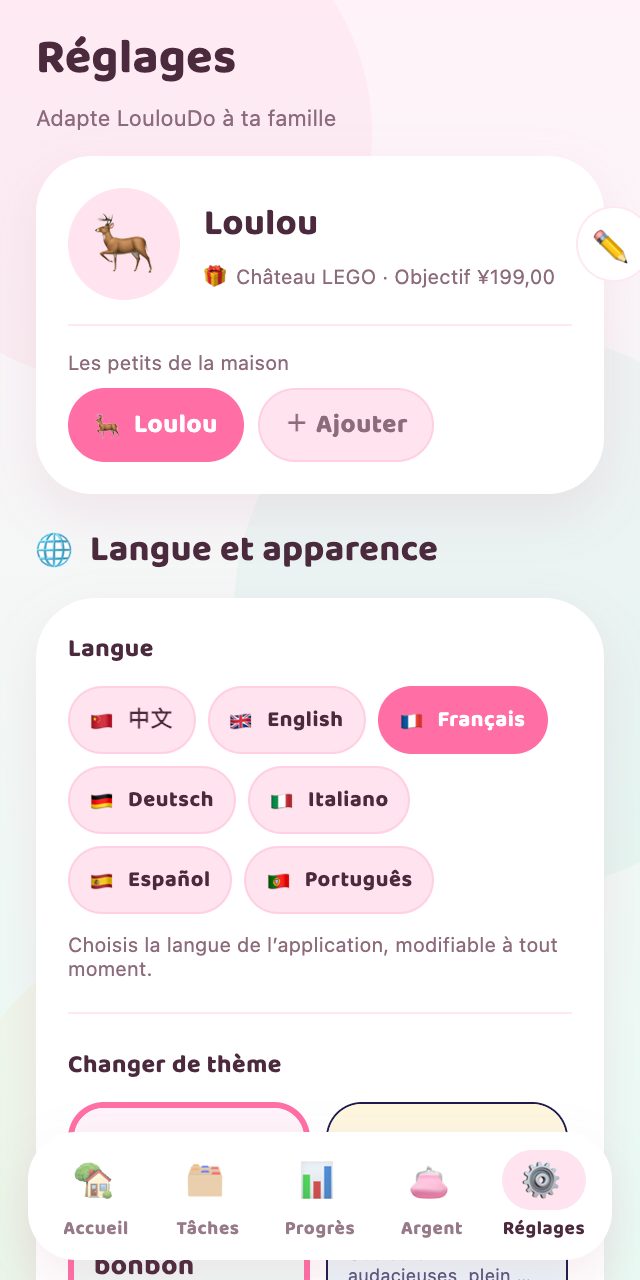 Réglages
Adapte LoulouDo à ta famille
Loulou
Château LEGO · Objectif ¥199,00
Les petits de la maison
Loulou
+ Ajouter
Langue et apparence
Langue
中文
English
Français
Deutsch
Italiano
Español
Português
Choisis la langue de l’application, modifiable à tout
moment.
Changer de thème
Accueil
Tâches
Progrès
Argent
Réglages
bonbon
audacieuses, plein ...